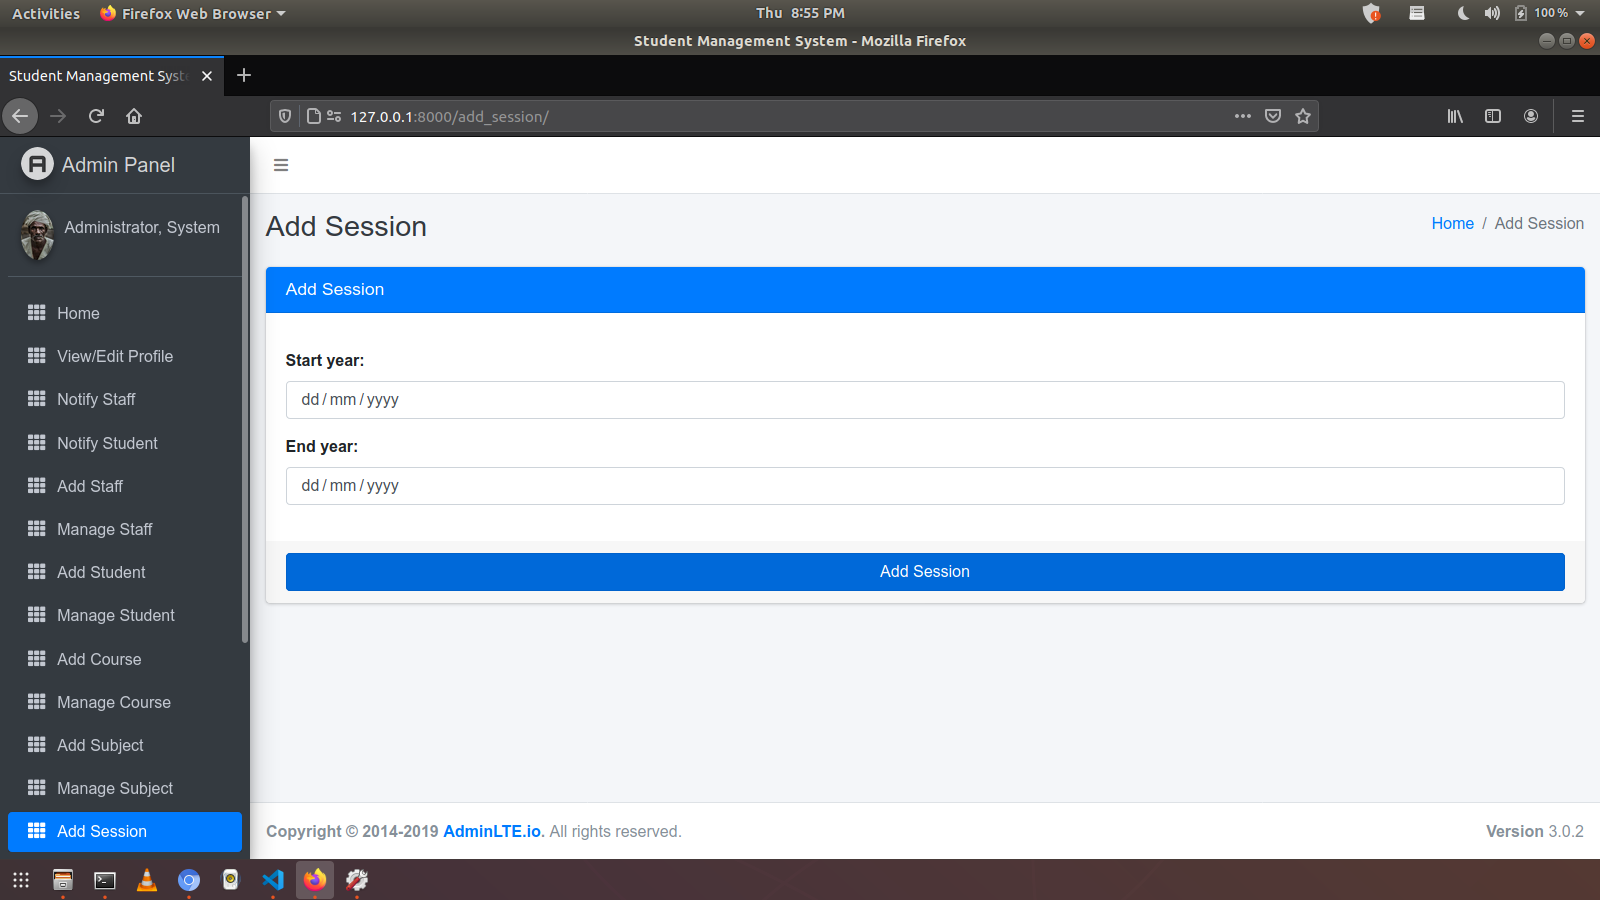 Activities Firefox Web Browser Thu 8:55 PM 100 %
Student Management System - Mozilla Firefox
Student Management Syst
127.0.0.1:8000/add_session/
Admin Panel
Administrator, System
Home
View/Edit Profile
Notify Staff
Notify Student
Add Staff
Manage Staff
Add Student
Manage Student
Add Course
Manage Course
Add Subject
Manage Subject
Add Session
Add Session
Home / Add Session
Add Session
Start year:
dd / mm / yyyy
End year:
dd / mm / yyyy
Add Session
Copyright © 2014-2019 AdminLTE.io. All rights reserved.
Version 3.0.2